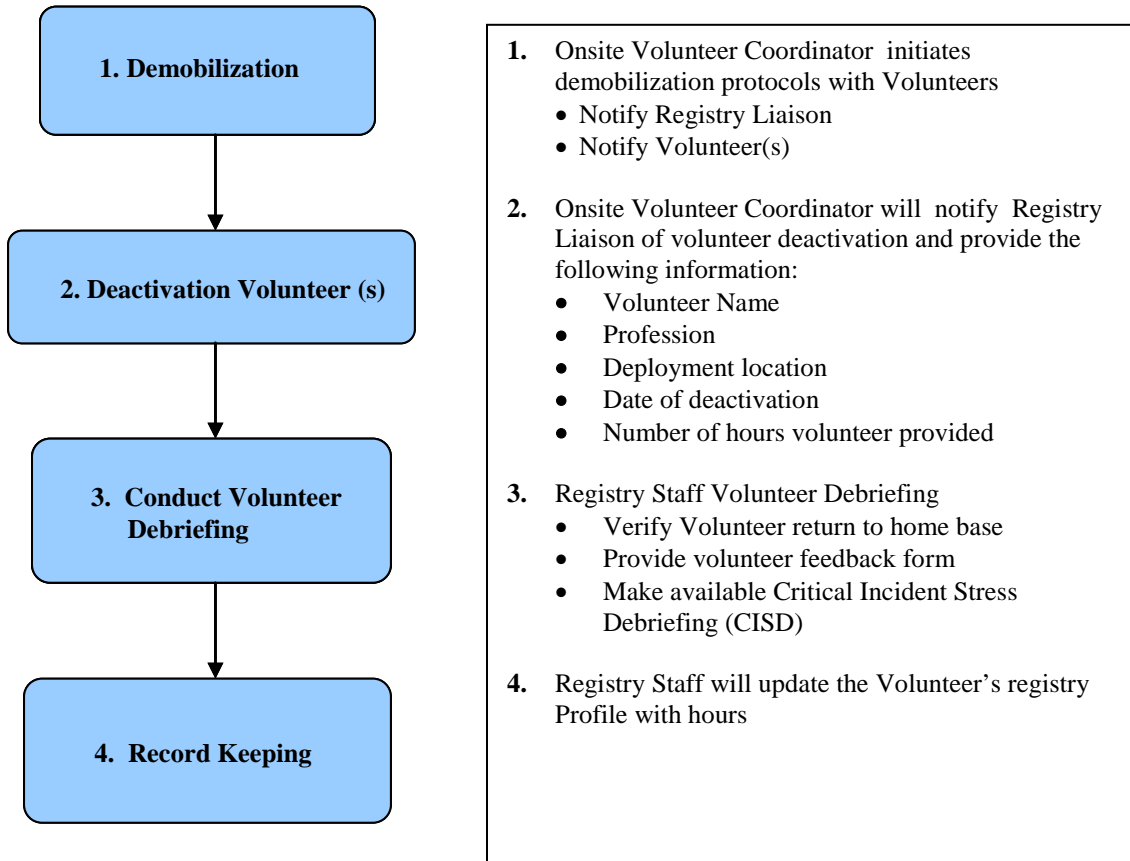 1. Demobilization
2. Deactivation Volunteer (s)
3. Conduct Volunteer
Debriefing
4. Record Keeping
1. Onsite Volunteer Coordinator initiates
demobilization protocols with Volunteers
• Notify Registry Liaison
• Notify Volunteer(s)
2. Onsite Volunteer Coordinator will notify Registry
Liaison of volunteer deactivation and provide the
following information:
• Volunteer Name
• Profession
• Deployment location
• Date of deactivation
• Number of hours volunteer provided
3. Registry Staff Volunteer Debriefing
• Verify Volunteer return to home base
• Provide volunteer feedback form
• Make available Critical Incident Stress
Debriefing (CISD)
4. Registry Staff will update the Volunteer’s registry
Profile with hours